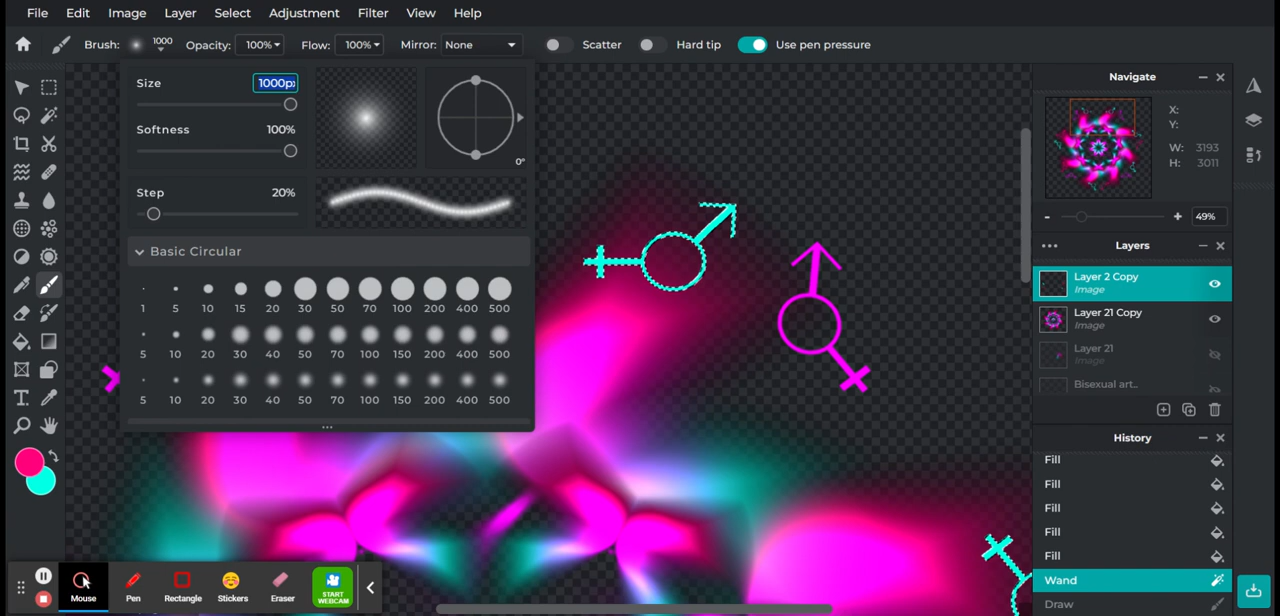 File Edit Image Layer Select Adjustment Filter View Help
Brush: 1000 Opacity: 100% Flow: 100% Mirror: None Scatter Hard tip Use pen pressure
Size 1000px
Softness 100%
0°
Step 20%
Basic Circular
1 5 10 15 20 30 50 70 100 200 400 500
5 10 20 30 40 50 70 100 150 200 400 500
5 10 20 30 40 50 70 100 150 200 400 500
Navigate
X:
Y:
W: 3193
H: 3011
- + 49%
Layers
Layer 2 Copy
Image
Layer 21 Copy
Image
Layer 21
Image
Bisexual art..
History
Fill
Fill
Fill
Fill
Fill
Wand
Draw
Mouse Pen Rectangle Stickers Eraser START WEBCAM